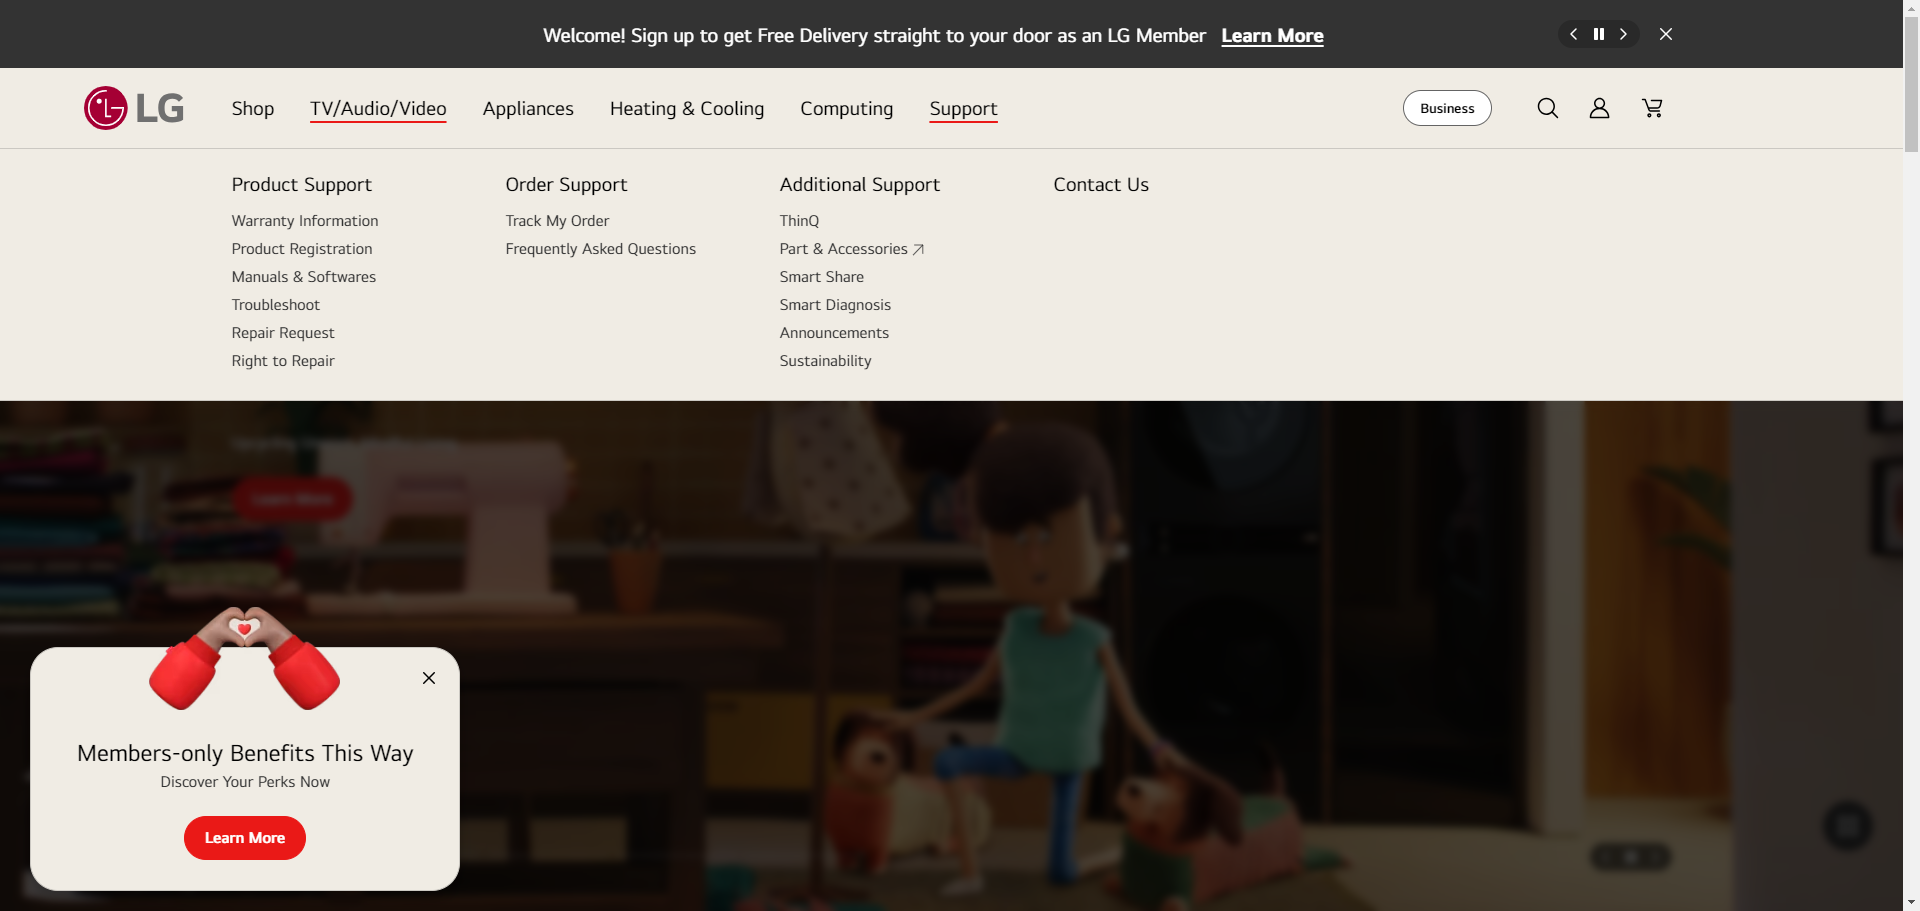 Welcome! Sign up to get Free Delivery straight to your door as an LG Member Learn More
LG Shop TV/Audio/Video Appliances Heating & Cooling Computing Support Business
Product Support
Warranty Information
Product Registration
Manuals & Softwares
Troubleshoot
Repair Request
Right to Repair
Order Support
Track My Order
Frequently Asked Questions
Additional Support
ThinQ
Part & Accessories
Smart Share
Smart Diagnosis
Announcements
Sustainability
Contact Us
Learn More
Members-only Benefits This Way
Discover Your Perks Now
Learn More